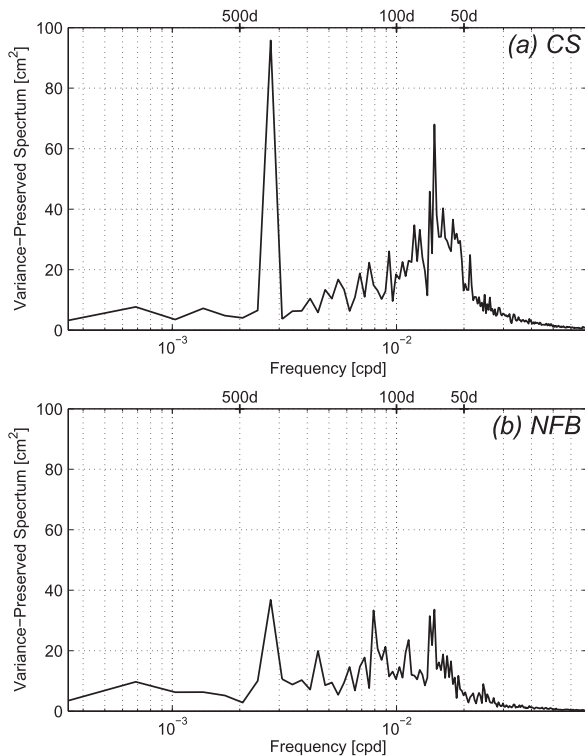 500d 100d 50d
100
(a) CS
80
60
40
20
0
Variance-Preserved Specrtum [cm²]
10⁻³ 10⁻²
Frequency [cpd]
500d 100d 50d
100
(b) NFB
80
60
40
20
0
Variance-Preserved Specrtum [cm²]
10⁻³ 10⁻²
Frequency [cpd]